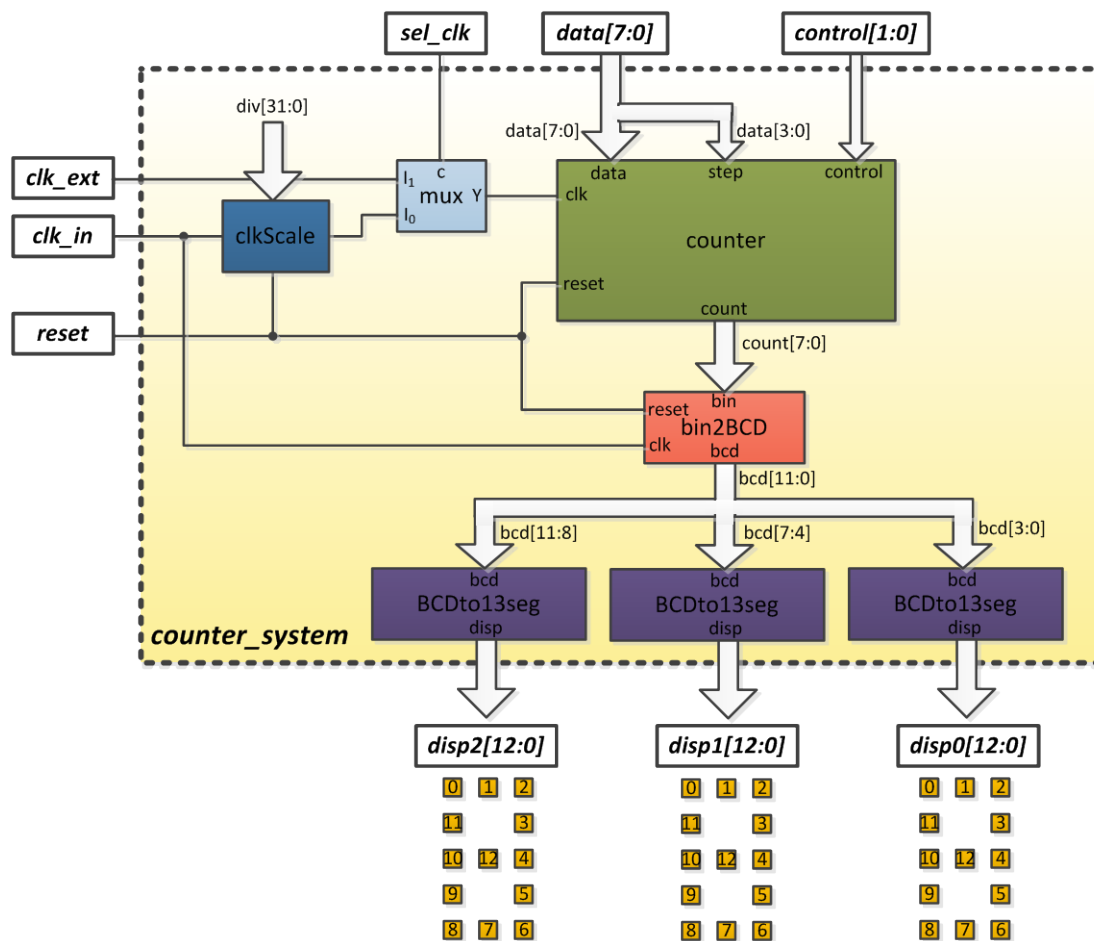 sel_clk data[7:0] control[1:0]
div[31:0]
data[7:0] data[3:0]
clk_ext
I1 c mux Y
I0
clk_in
clkScale
data step control
clk
counter
reset
count
reset
count[7:0]
bin
reset
bin2BCD
clk
bcd
bcd[11:0]
bcd[11:8] bcd[7:4] bcd[3:0]
bcd bcd bcd
BCDto13seg BCDto13seg BCDto13seg
disp disp disp
counter_system
disp2[12:0] disp1[12:0] disp0[12:0]
0 1 2 0 1 2 0 1 2
11 3 11 3 11 3
10 12 4 10 12 4 10 12 4
9 5 9 5 9 5
8 7 6 8 7 6 8 7 6